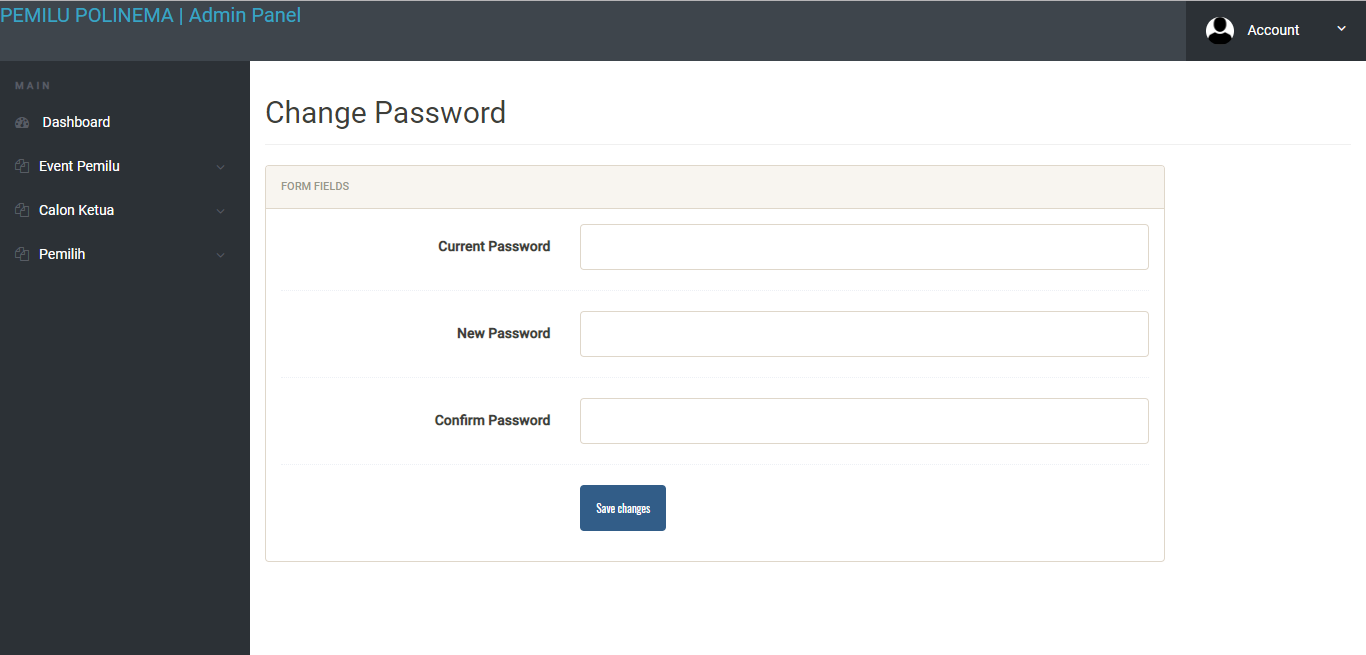 PEMILU POLINEMA | Admin Panel
Account
MAIN
Dashboard
Event Pemilu
Calon Ketua
Pemilih
Change Password
FORM FIELDS
Current Password
New Password
Confirm Password
Save changes